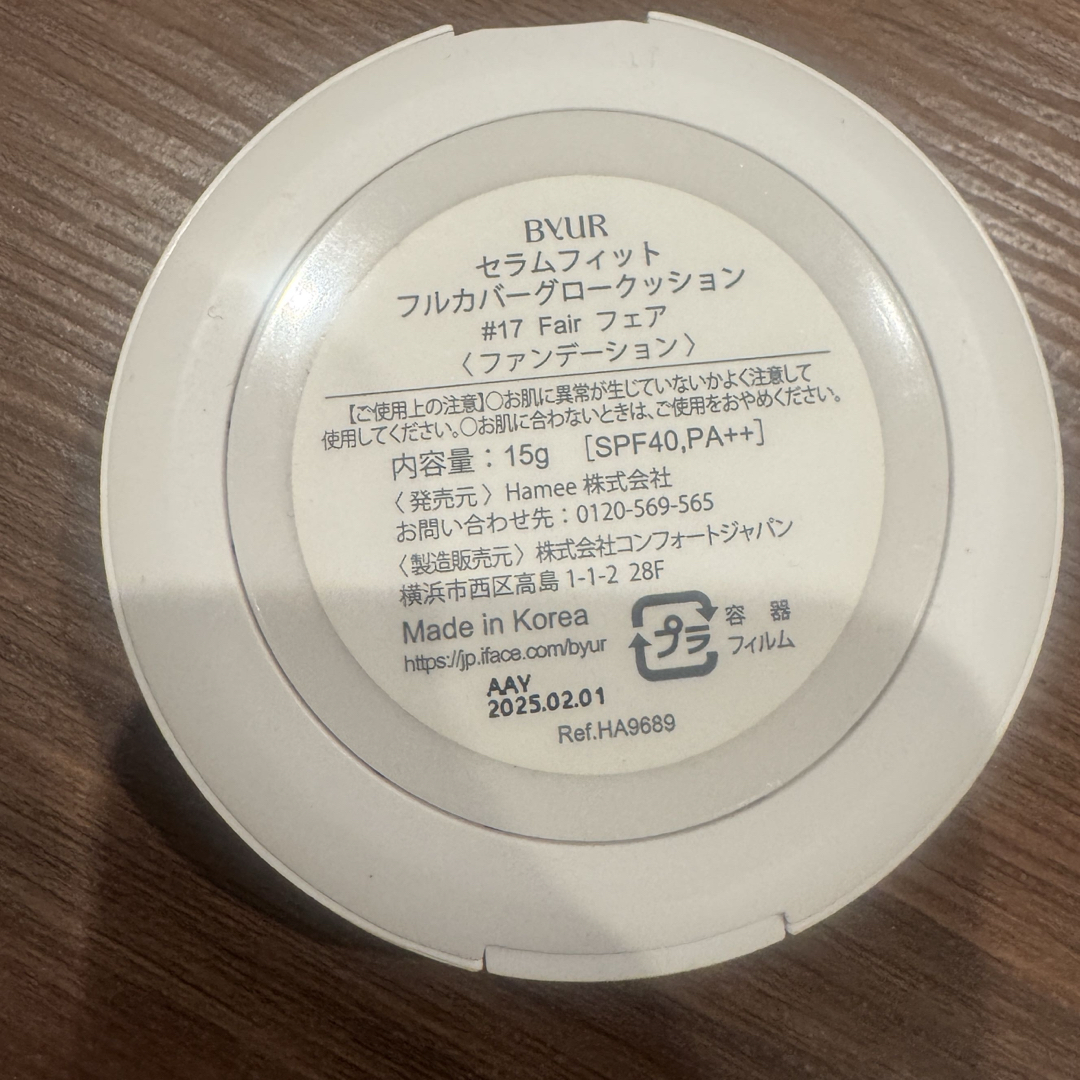 BYUR
セラムフィット
フルカバーグロークッション
#17 Fair フェア
〈ファンデーション〉
【ご使用上の注意】○お肌に異常が生じていないかよく注意して
使用してください。○お肌に合わないときは、ご使用をおやめください。
内容量：15g [SPF40,PA++]
〈発売元〉Hamee 株式会社
お問い合わせ先：0120-569-565
〈製造販売元〉株式会社コンフォートジャパン
横浜市西区高島 1-1-2 28F
Made in Korea
https://jp.iface.com/byur
プラ
容 器
フィルム
AAY
2025.02.01
Ref.HA9689